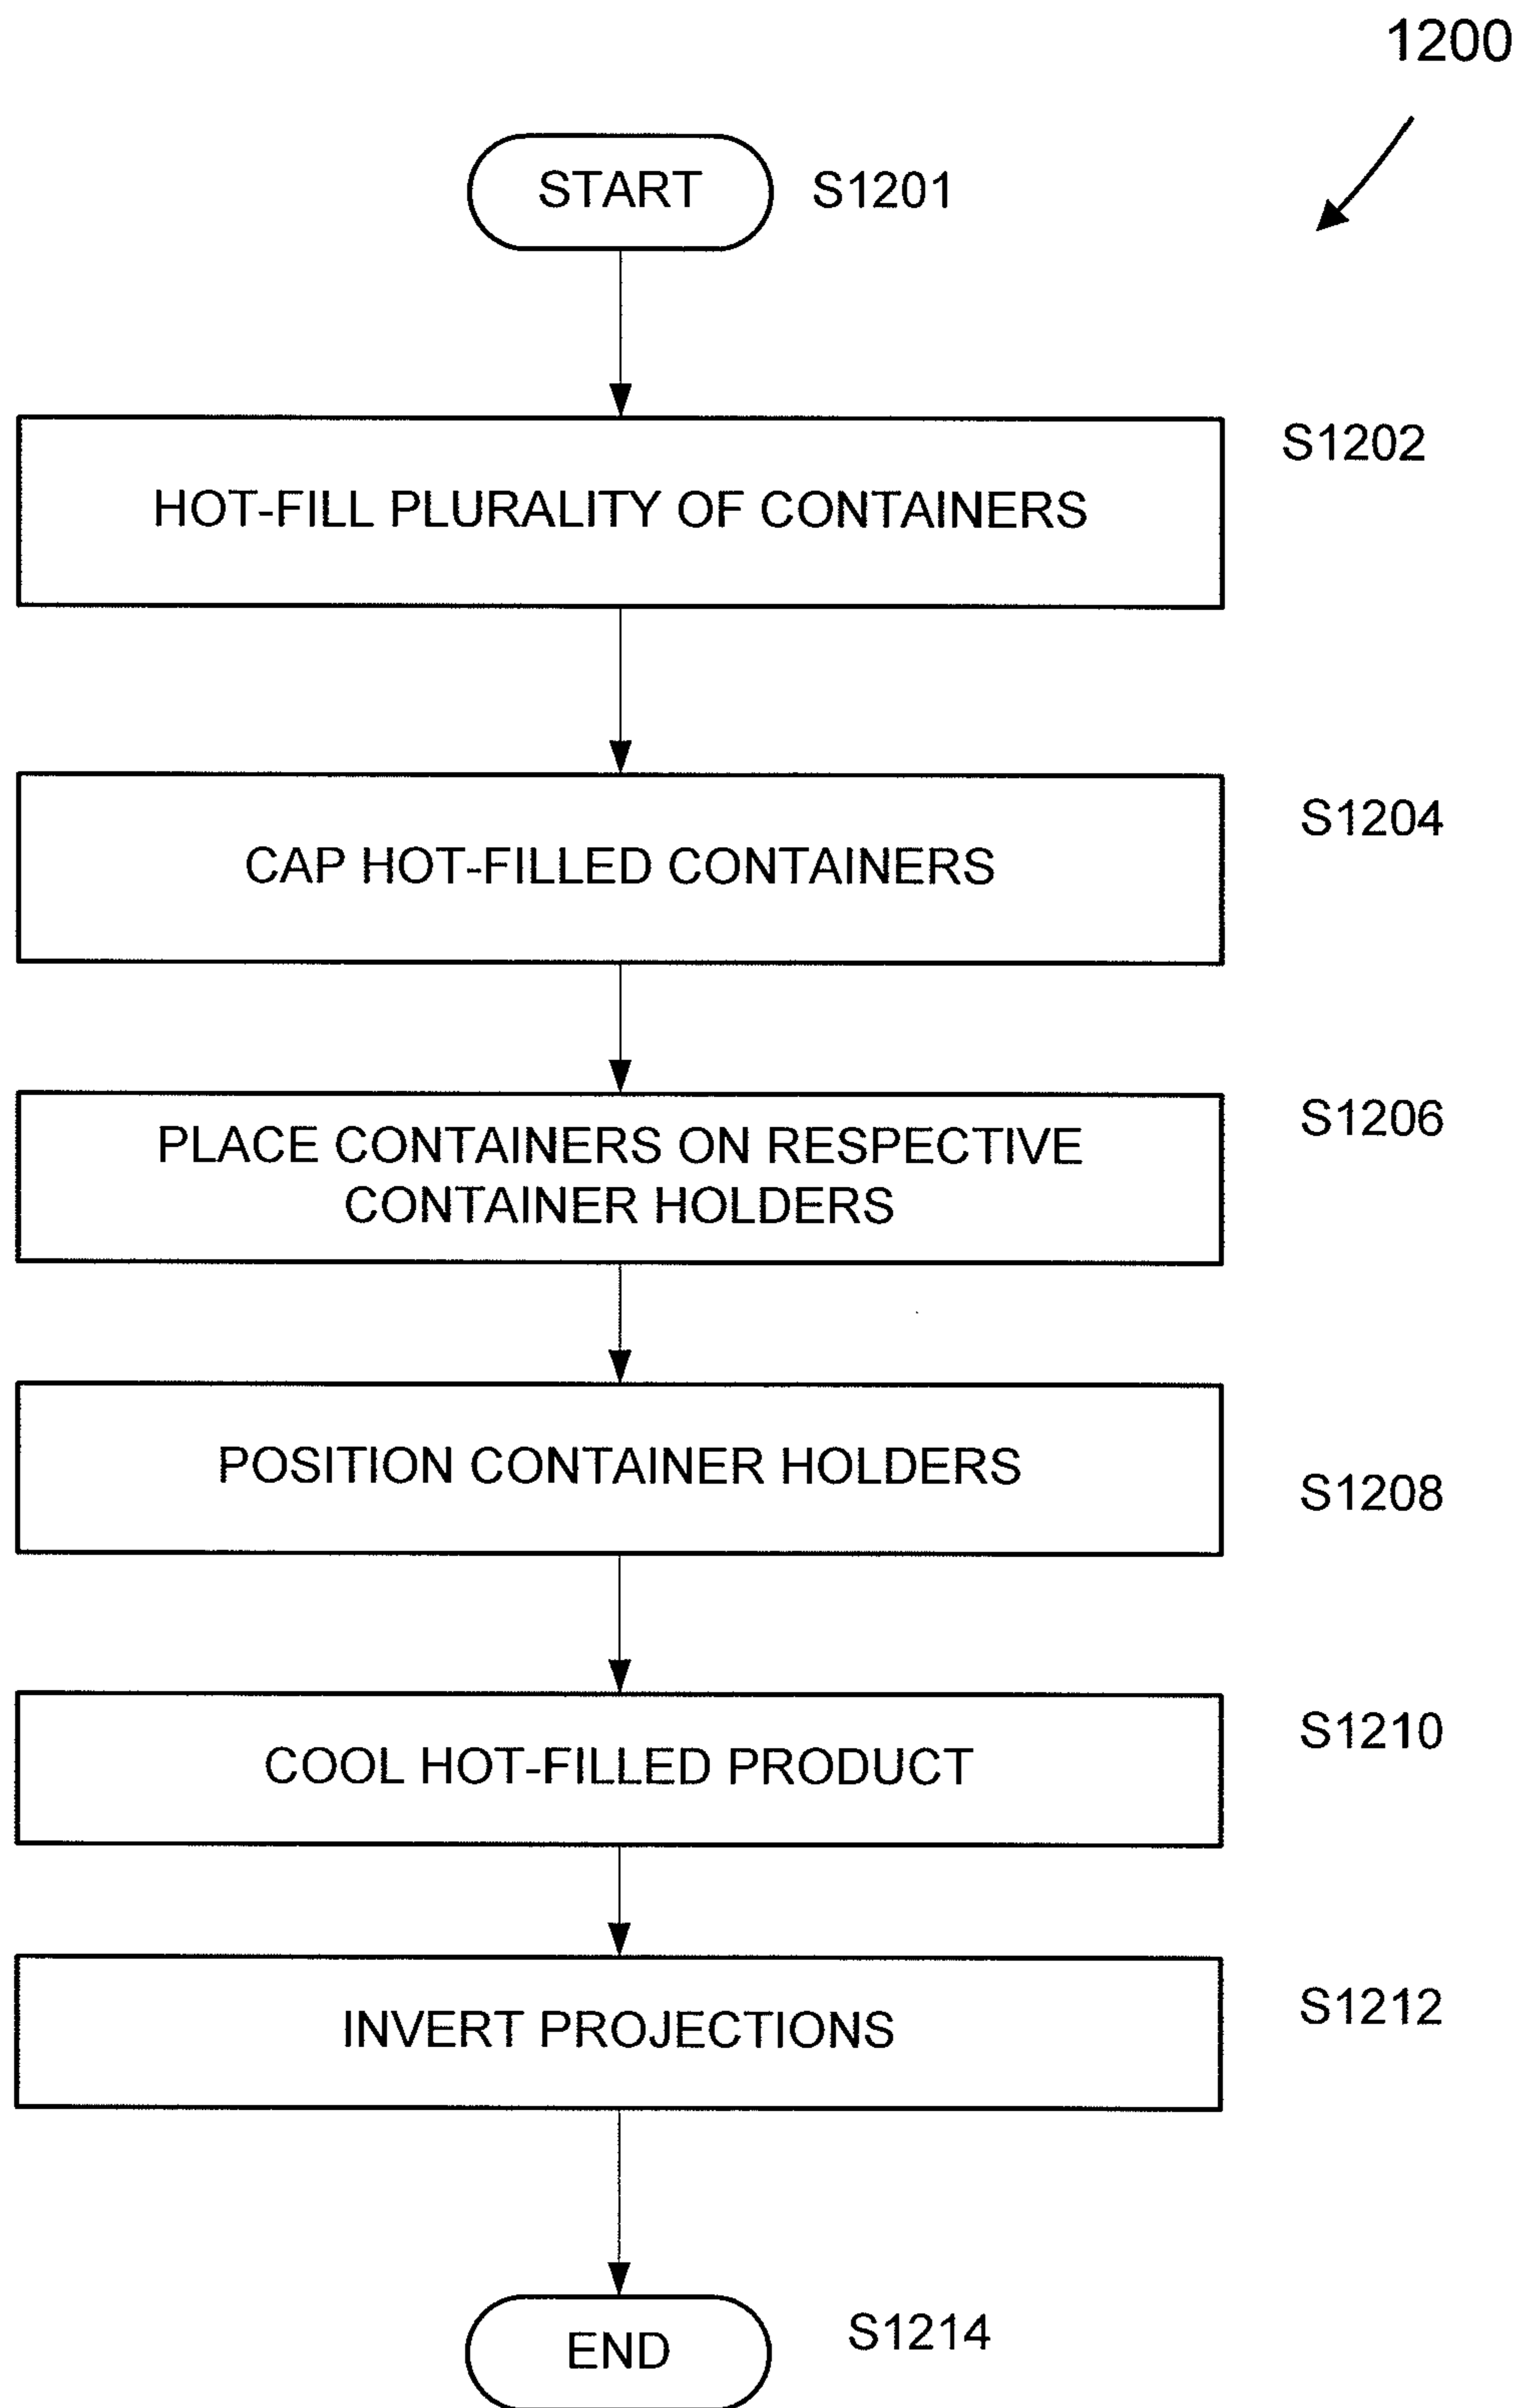 1200
START S1201
S1202
HOT-FILL PLURALITY OF CONTAINERS
S1204
CAP HOT-FILLED CONTAINERS
S1206
PLACE CONTAINERS ON RESPECTIVE
CONTAINER HOLDERS
POSITION CONTAINER HOLDERS
S1208
S1210
COOL HOT-FILLED PRODUCT
S1212
INVERT PROJECTIONS
S1214
END